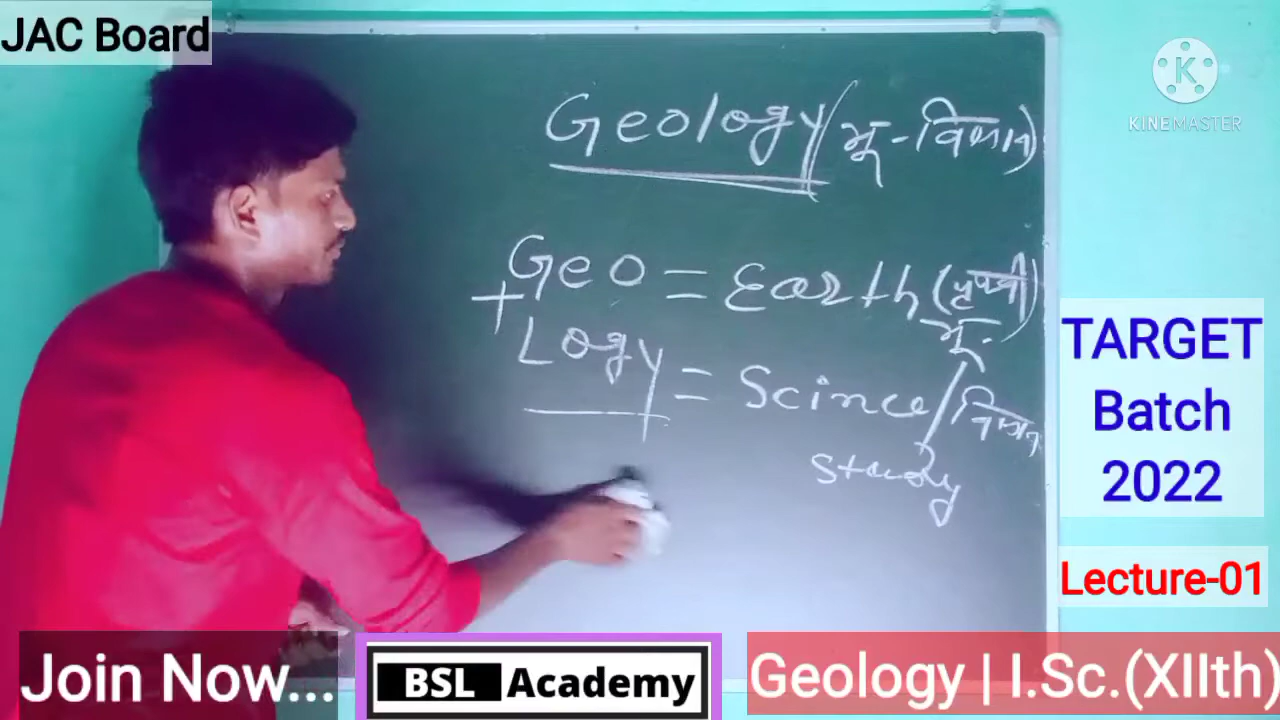 JAC Board
KINEMASTER
Geology (भू-विज्ञान)
Geo = Earth (पृथ्वी)
भू
+ Logy = Scince / विज्ञान
study
TARGET
Batch
2022
Lecture-01
Join Now...
BSL Academy
Geology | I.Sc.(XIIth)